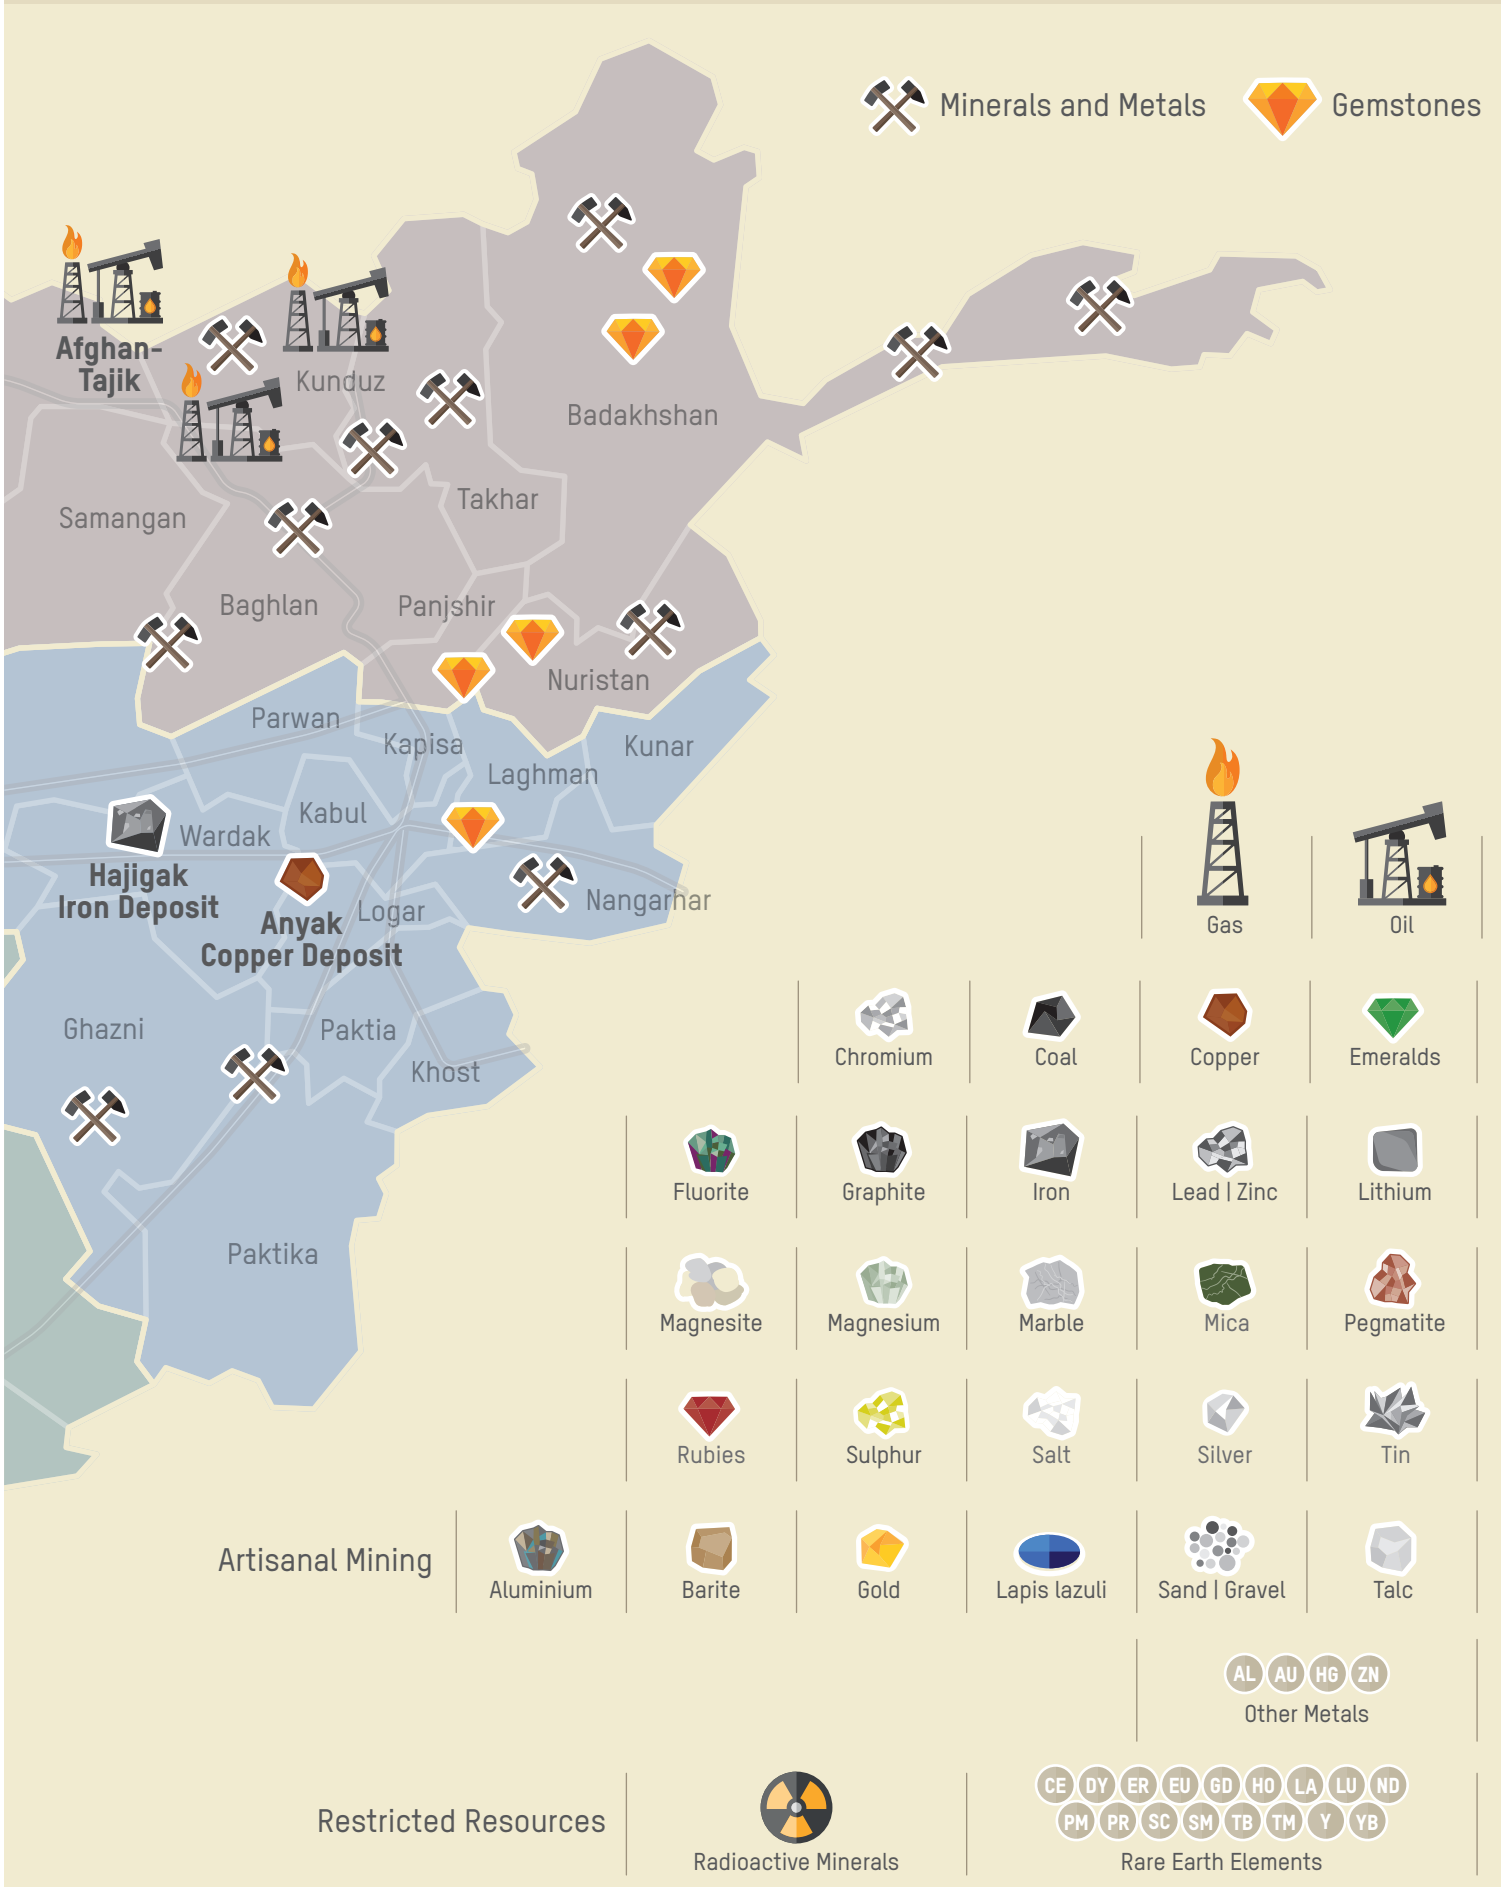 Minerals and Metals
Gemstones
Afghan-
Tajik
Kunduz
Badakhshan
Takhar
Samangan
Baghlan
Panjshir
Nuristan
Parwan
Kapisa
Kunar
Laghman
Kabul
Wardak
Hajigak
Iron Deposit
Nangarhar
Logar
Anyak
Copper Deposit
Ghazni
Paktia
Khost
Paktika
Gas
Oil
Chromium
Coal
Copper
Emeralds
Fluorite
Graphite
Iron
Lead | Zinc
Lithium
Magnesite
Magnesium
Marble
Mica
Pegmatite
Rubies
Sulphur
Salt
Silver
Tin
Artisanal Mining
Aluminium
Barite
Gold
Lapis lazuli
Sand | Gravel
Talc
AL AU HG ZN
Other Metals
Restricted Resources
Radioactive Minerals
CE DY ER EU GD HO LA LU ND
PM PR SC SM TB TM Y YB
Rare Earth Elements